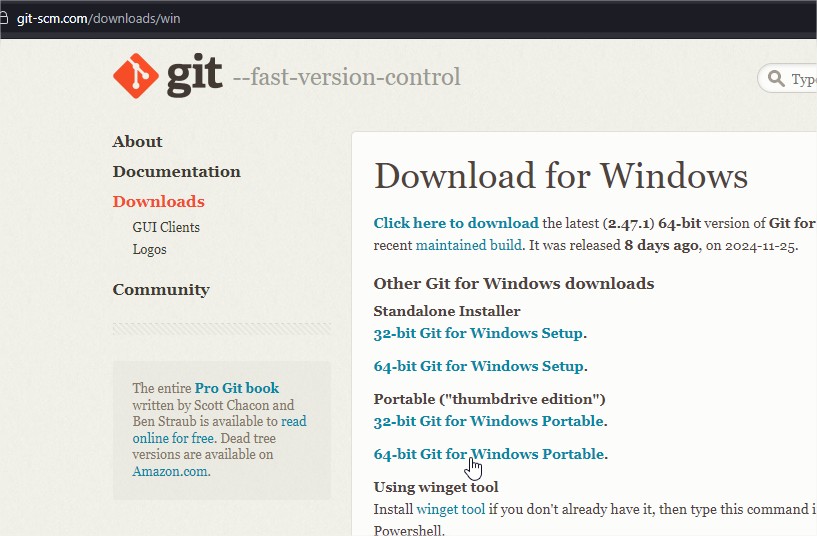 git-scm.com/downloads/win
git --fast-version-control
Type
About
Documentation
Downloads
GUI Clients
Logos
Community
The entire Pro Git book
written by Scott Chacon and
Ben Straub is available to read
online for free. Dead tree
versions are available on
Amazon.com.
Download for Windows
Click here to download the latest (2.47.1) 64-bit version of Git for
recent maintained build. It was released 8 days ago, on 2024-11-25.
Other Git for Windows downloads
Standalone Installer
32-bit Git for Windows Setup.
64-bit Git for Windows Setup.
Portable ("thumbdrive edition")
32-bit Git for Windows Portable.
64-bit Git for Windows Portable.
Using winget tool
Install winget tool if you don't already have it, then type this command i
Powershell.